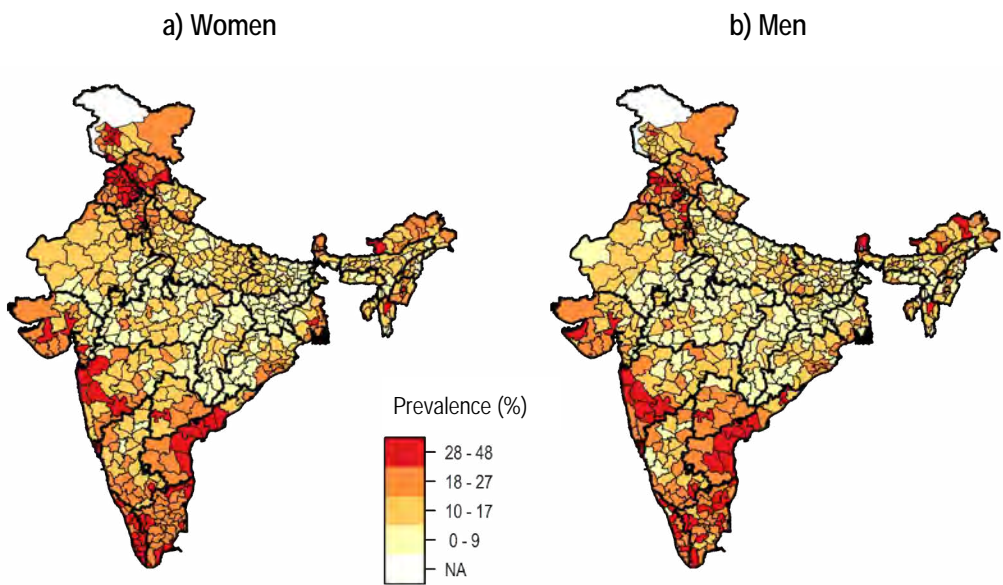 a) Women
b) Men
Prevalence (%)
28 - 48
18 - 27
10 - 17
0 - 9
NA